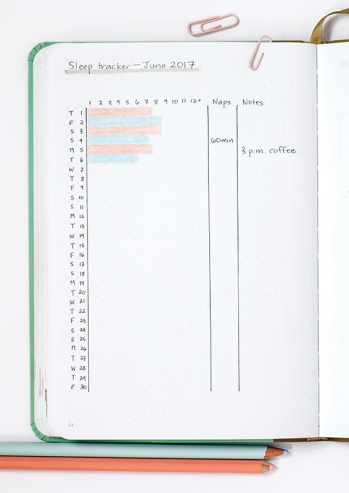 Sleep tracker — June 2017
1 2 3 4 5 6 7 8 9 10 11 12+ Naps Notes
T 1
F 2
S 3
S 4 60min
M 5 3 p.m. coffee
T 6
W 7
T 8
F 9
S 10
S 11
M 12
T 13
W 14
T 15
F 16
S 17
S 18
M 19
T 20
W 21
T 22
F 23
S 24
S 25
M 26
T 27
W 28
T 29
F 30